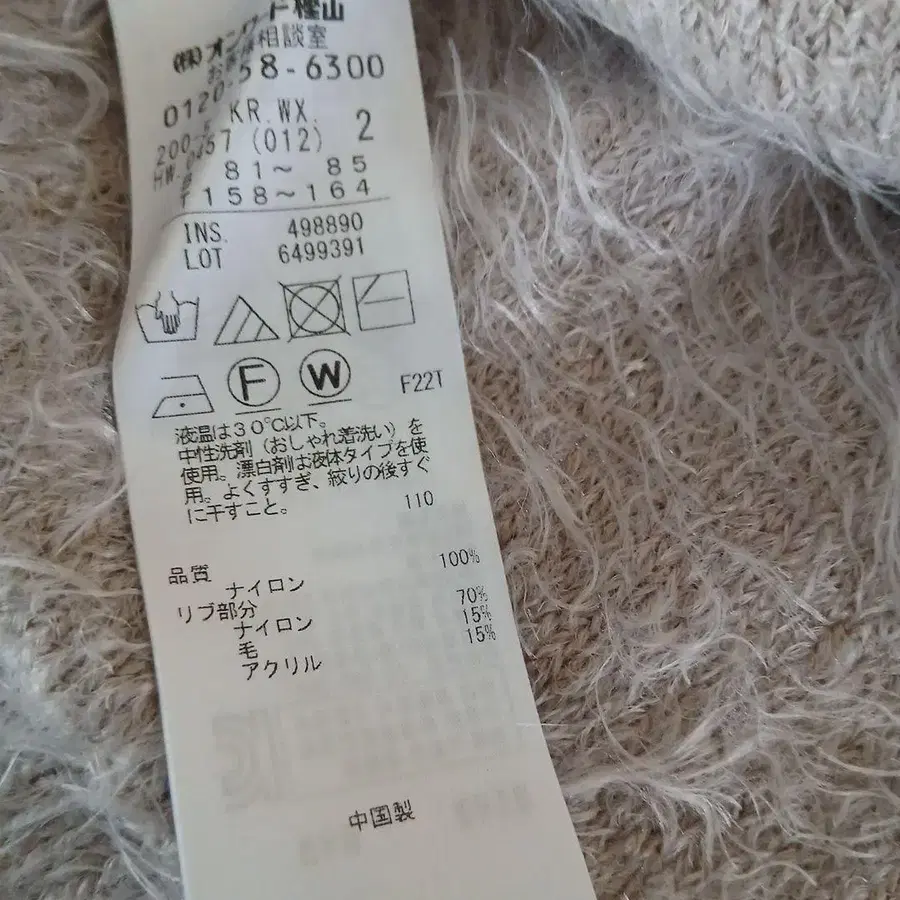 ㈱オンワード樫山
お客様相談室
58-6300
KR.WX.
(012) 2
81～ 85
158～164
INS. 498890
LOT 6499391
F W F22T
液温は30℃以下。
中性洗剤（おしゃれ着洗い）を
使用。漂白剤は液体タイプを使
用。よくすすぎ、絞りの後すぐ
に干すこと。
110
品質
ナイロン 100%
リブ部分
ナイロン 70%
毛 15%
アクリル 15%
中国製